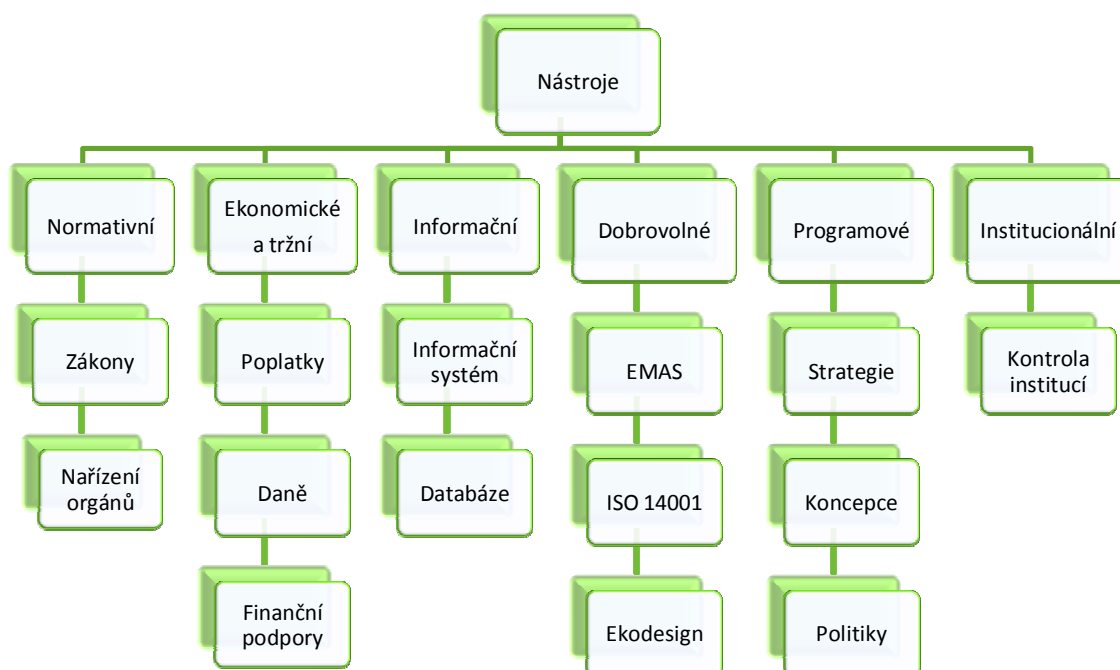 Nástroje
Normativní
Ekonomické
a tržní
Informační
Dobrovolné
Programové
Institucionální
Zákony
Poplatky
Informační
systém
EMAS
Strategie
Kontrola
institucí
Nařízení
orgánů
Daně
Databáze
ISO 14001
Koncepce
Finanční
podpory
Ekodesign
Politiky